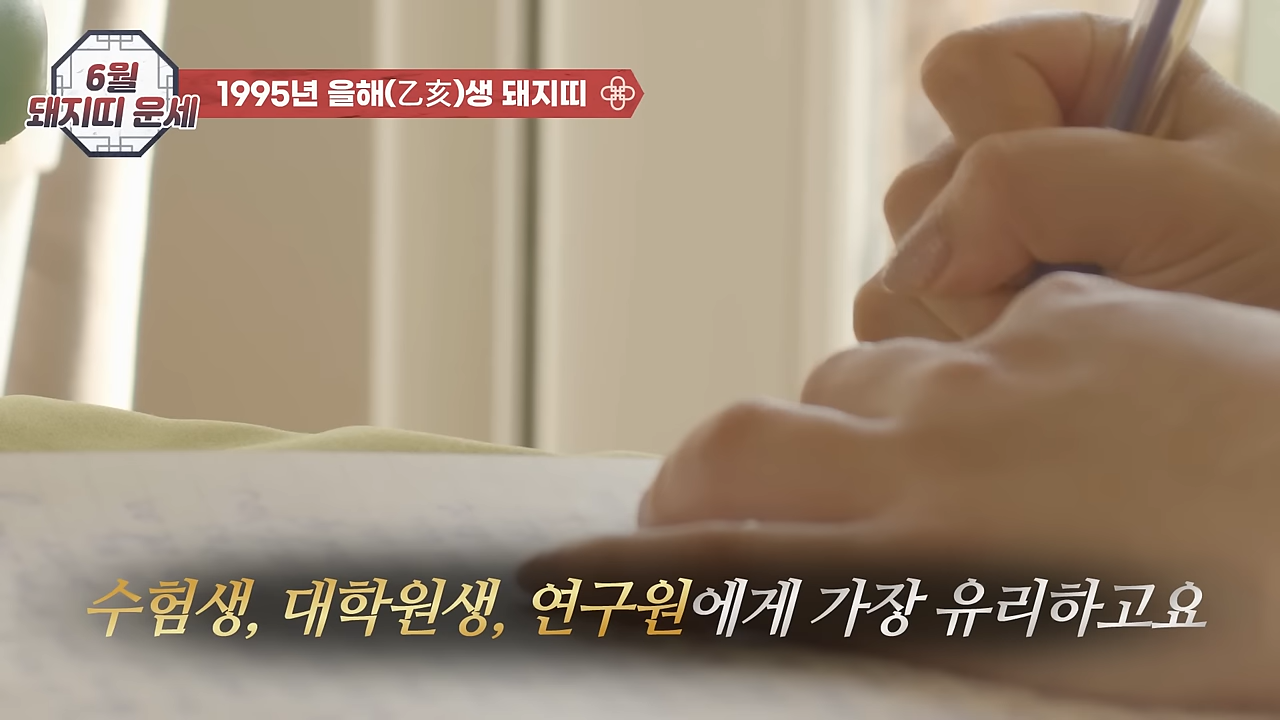 6월
돼지띠 운세
1995년 을해(乙亥)생 돼지띠
수험생, 대학원생, 연구원에게 가장 유리하고요